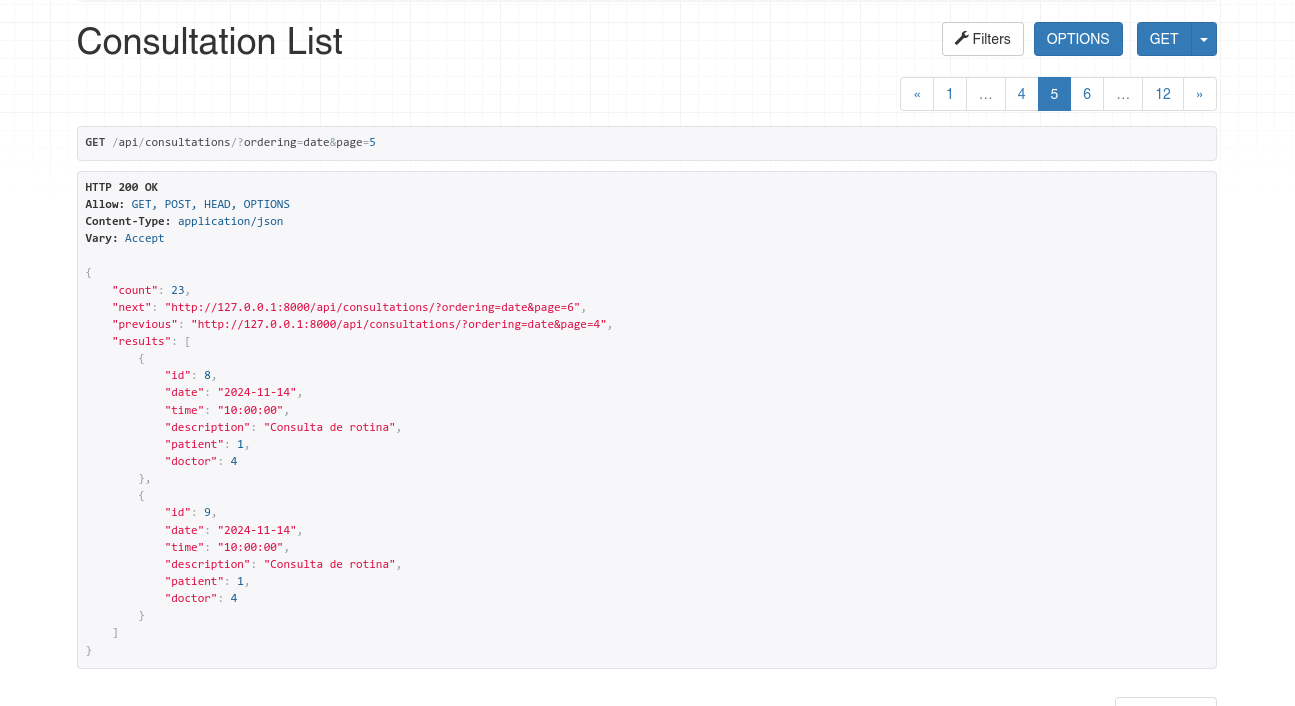 Consultation List
Filters
OPTIONS
GET
« 1 … 4 5 6 … 12 »
GET /api/consultations/?ordering=date&page=5
HTTP 200 OK
Allow: GET, POST, HEAD, OPTIONS
Content-Type: application/json
Vary: Accept
{
    "count": 23,
    "next": "http://127.0.0.1:8000/api/consultations/?ordering=date&page=6",
    "previous": "http://127.0.0.1:8000/api/consultations/?ordering=date&page=4",
    "results": [
        {
            "id": 8,
            "date": "2024-11-14",
            "time": "10:00:00",
            "description": "Consulta de rotina",
            "patient": 1,
            "doctor": 4
        },
        {
            "id": 9,
            "date": "2024-11-14",
            "time": "10:00:00",
            "description": "Consulta de rotina",
            "patient": 1,
            "doctor": 4
        }
    ]
}